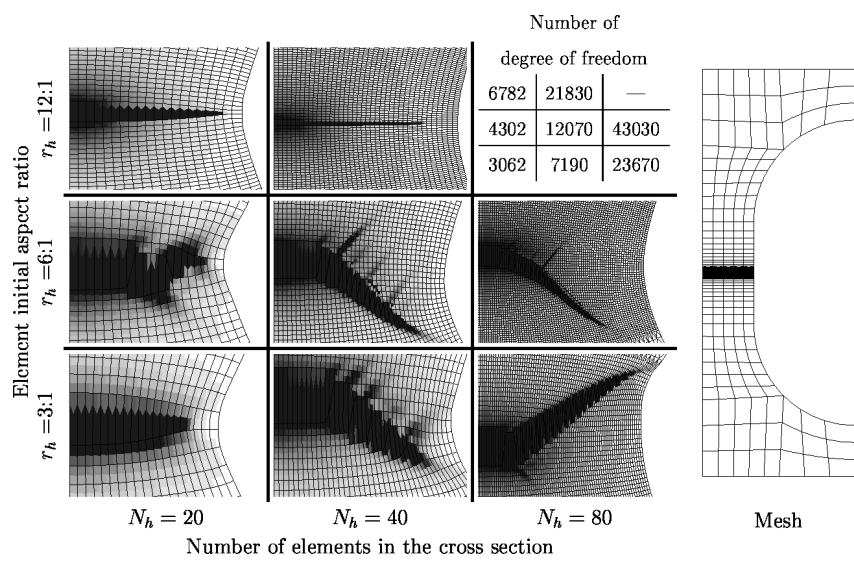 Number of
degree of freedom
6782 21830 —
4302 12070 43030
3062 7190 23670
Element initial aspect ratio
r_h =12:1
r_h =6:1
r_h =3:1
N_h = 20
N_h = 40
N_h = 80
Mesh
Number of elements in the cross section